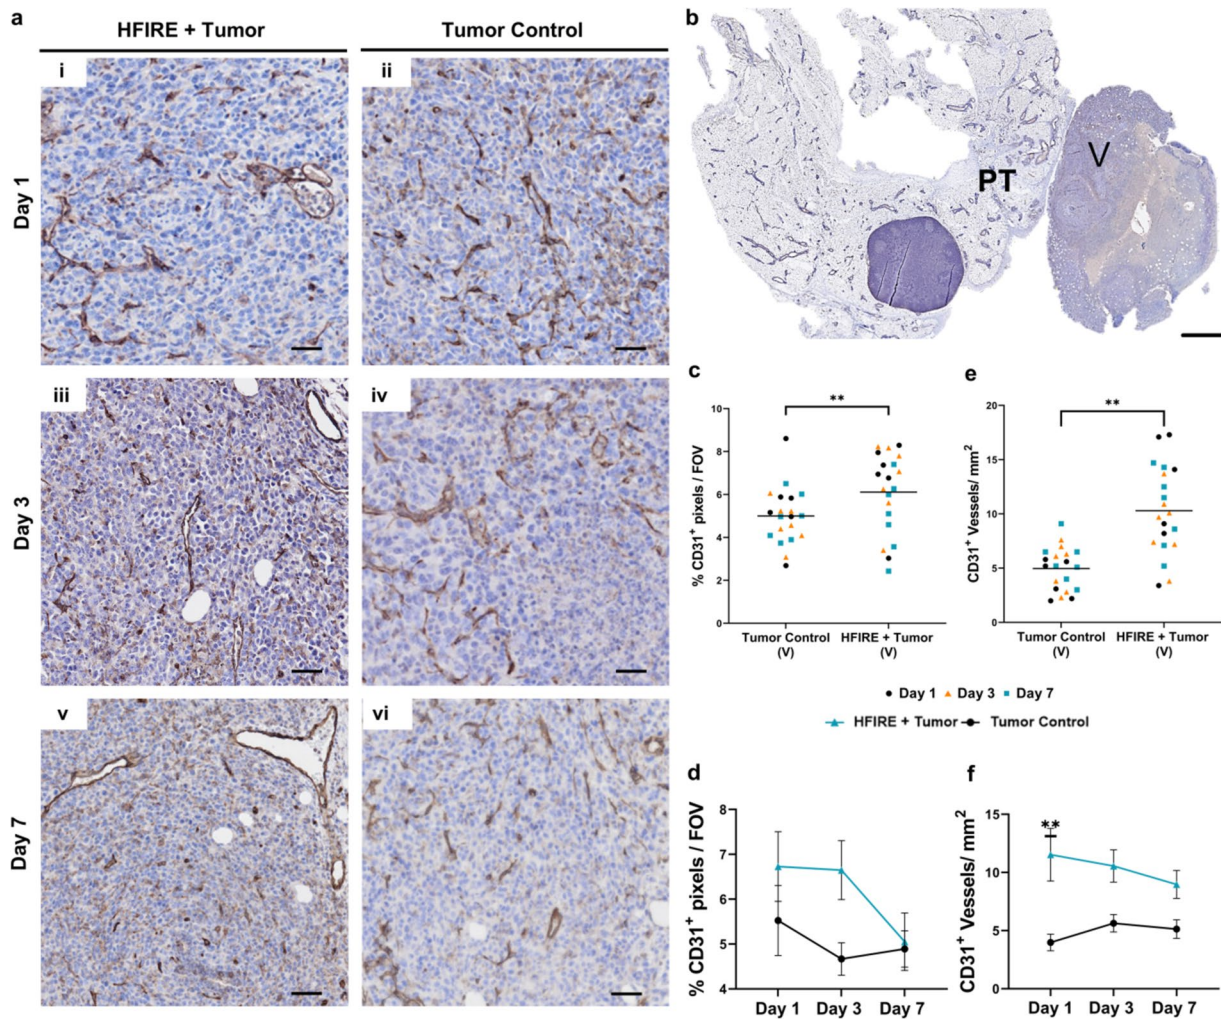 a
HFIRE + Tumor
Tumor Control
Day 1
i
ii
Day 3
iii
iv
Day 7
v
vi
b
PT
V
c
**
% CD31⁺ pixels / FOV
10
8
6
4
2
0
Tumor Control
(V)
HFIRE + Tumor
(V)
e
**
CD31⁺ Vessels/ mm²
20
15
10
5
0
Tumor Control
(V)
HFIRE + Tumor
(V)
Day 1 Day 3 Day 7
HFIRE + Tumor Tumor Control
d
% CD31⁺ pixels / FOV
8
7
6
5
4
Day 1 Day 3 Day 7
f
**
CD31⁺ Vessels/ mm²
15
10
5
0
Day 1 Day 3 Day 7